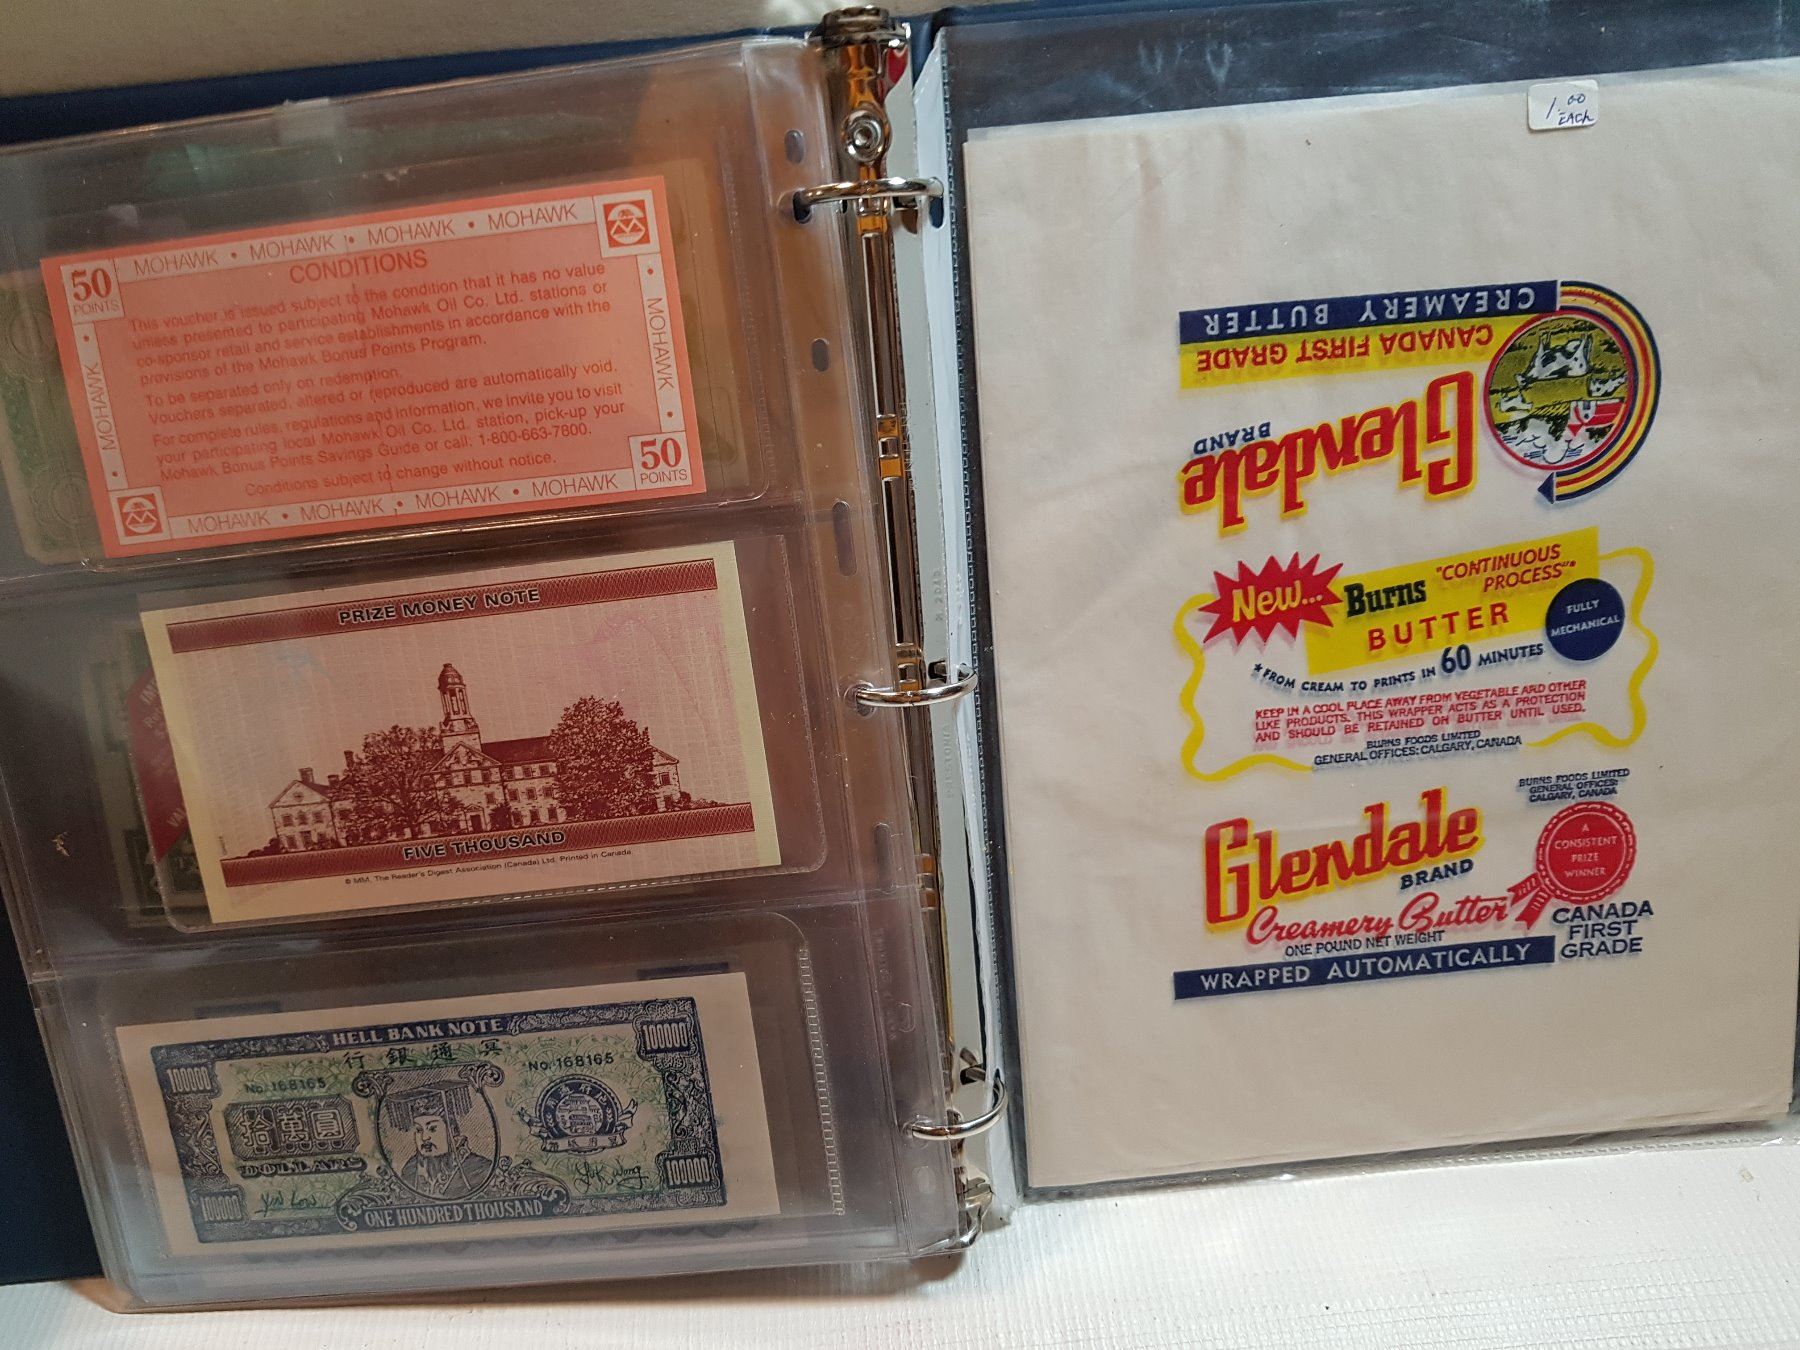 MOHAWK • MOHAWK • MOHAWK • MOHAWK
50
POINTS
CONDITIONS
This voucher is issued subject to the condition that it has no value
unless presented to participating Mohawk Oil Co. Ltd. stations or
co-sponsor retail and service establishments in accordance with the
provisions of the Mohawk Bonus Points Program.
To be separated only on redemption.
Vouchers separated, altered or reproduced are automatically void.
For complete rules, regulations and information, we invite you to visit
your participating local Mohawk Oil Co. Ltd. station, pick-up your
Mohawk Bonus Points Savings Guide or call: 1-800-663-7800.
Conditions subject to change without notice.
• MOHAWK •
• MOHAWK •
50
POINTS
MOHAWK • MOHAWK • MOHAWK • MOHAWK
PRIZE MONEY NOTE
FIVE THOUSAND
© MM, The Reader's Digest Association (Canada) Ltd. Printed in Canada.
HELL BANK NOTE
行銀通冥
100000
100000
No. 168165
No. 168165
拾萬圓
DOLLARS
Yen Loo
100000
100000
ONE HUNDRED THOUSAND
1.00
EACh
CREAMERY BUTTER
CANADA FIRST GRADE
Glendale
BRAND
New...
Burns
"CONTINUOUS
PROCESS"*
BUTTER
FULLY
MECHANICAL
*FROM CREAM TO PRINTS IN 60 MINUTES
KEEP IN A COOL PLACE AWAY FROM VEGETABLE AND OTHER
LIKE PRODUCTS. THIS WRAPPER ACTS AS A PROTECTION
AND SHOULD BE RETAINED ON BUTTER UNTIL USED.
BURNS FOODS LIMITED
GENERAL OFFICES: CALGARY, CANADA
BURNS FOODS LIMITED
GENERAL OFFICES:
CALGARY, CANADA
Glendale
BRAND
A
CONSISTENT
PRIZE
WINNER
Creamery Butter
ONE POUND NET WEIGHT
CANADA
FIRST
GRADE
WRAPPED AUTOMATICALLY